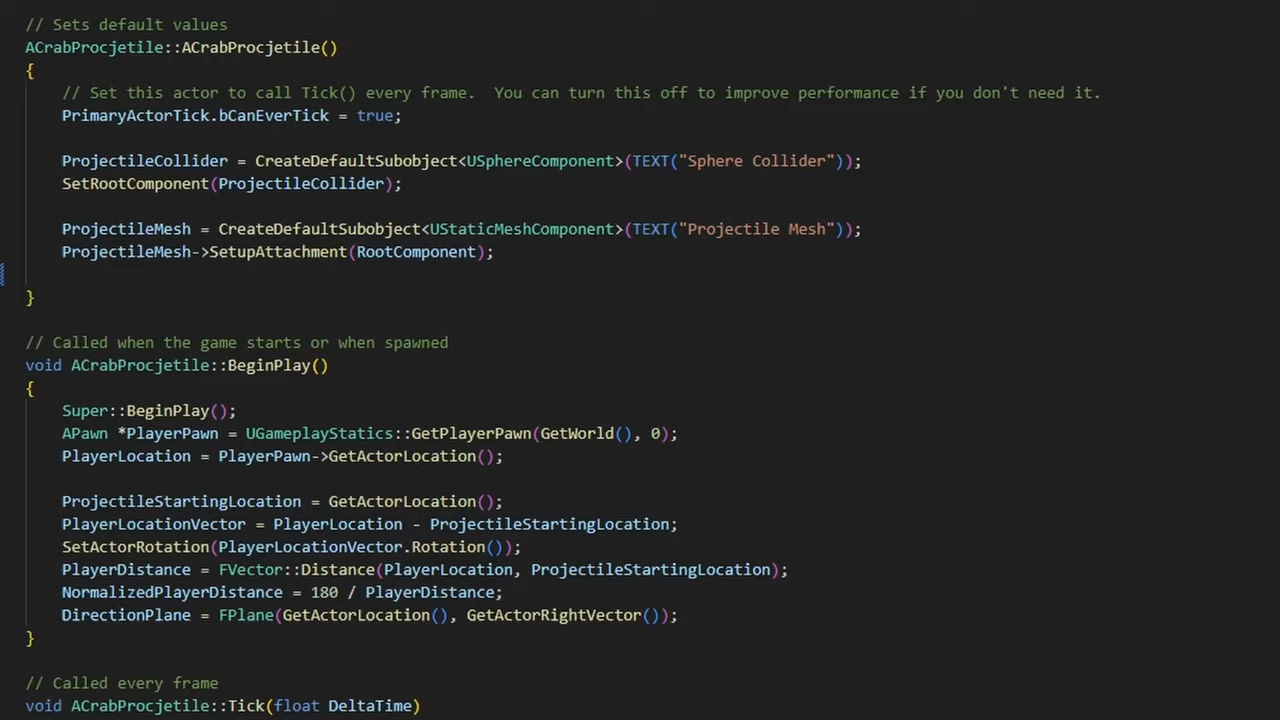 // Sets default values
ACrabProcjetile::ACrabProcjetile()
{
    // Set this actor to call Tick() every frame.  You can turn this off to improve performance if you don't need it.
    PrimaryActorTick.bCanEverTick = true;

    ProjectileCollider = CreateDefaultSubobject<USphereComponent>(TEXT("Sphere Collider"));
    SetRootComponent(ProjectileCollider);

    ProjectileMesh = CreateDefaultSubobject<UStaticMeshComponent>(TEXT("Projectile Mesh"));
    ProjectileMesh->SetupAttachment(RootComponent);

}

// Called when the game starts or when spawned
void ACrabProcjetile::BeginPlay()
{
    Super::BeginPlay();
    APawn *PlayerPawn = UGameplayStatics::GetPlayerPawn(GetWorld(), 0);
    PlayerLocation = PlayerPawn->GetActorLocation();

    ProjectileStartingLocation = GetActorLocation();
    PlayerLocationVector = PlayerLocation - ProjectileStartingLocation;
    SetActorRotation(PlayerLocationVector.Rotation());
    PlayerDistance = FVector::Distance(PlayerLocation, ProjectileStartingLocation);
    NormalizedPlayerDistance = 180 / PlayerDistance;
    DirectionPlane = FPlane(GetActorLocation(), GetActorRightVector());
}

// Called every frame
void ACrabProcjetile::Tick(float DeltaTime)